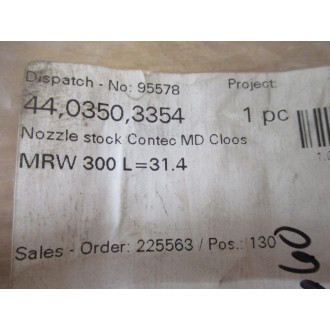 Dispatch - No: 95578 Project:
44,0350,3354 1 pc
Nozzle stock Contec MD Cloos
MRW 300 L=31.4
Sales - Order: 225563 / Pos.: 130
60